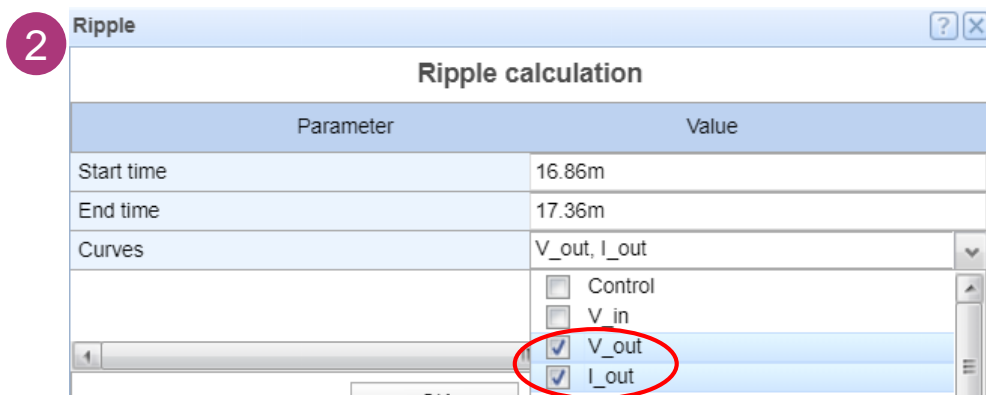 2
Ripple
Ripple calculation
Parameter Value
Start time 16.86m
End time 17.36m
Curves V_out, I_out
Control
V_in
V_out
I_out